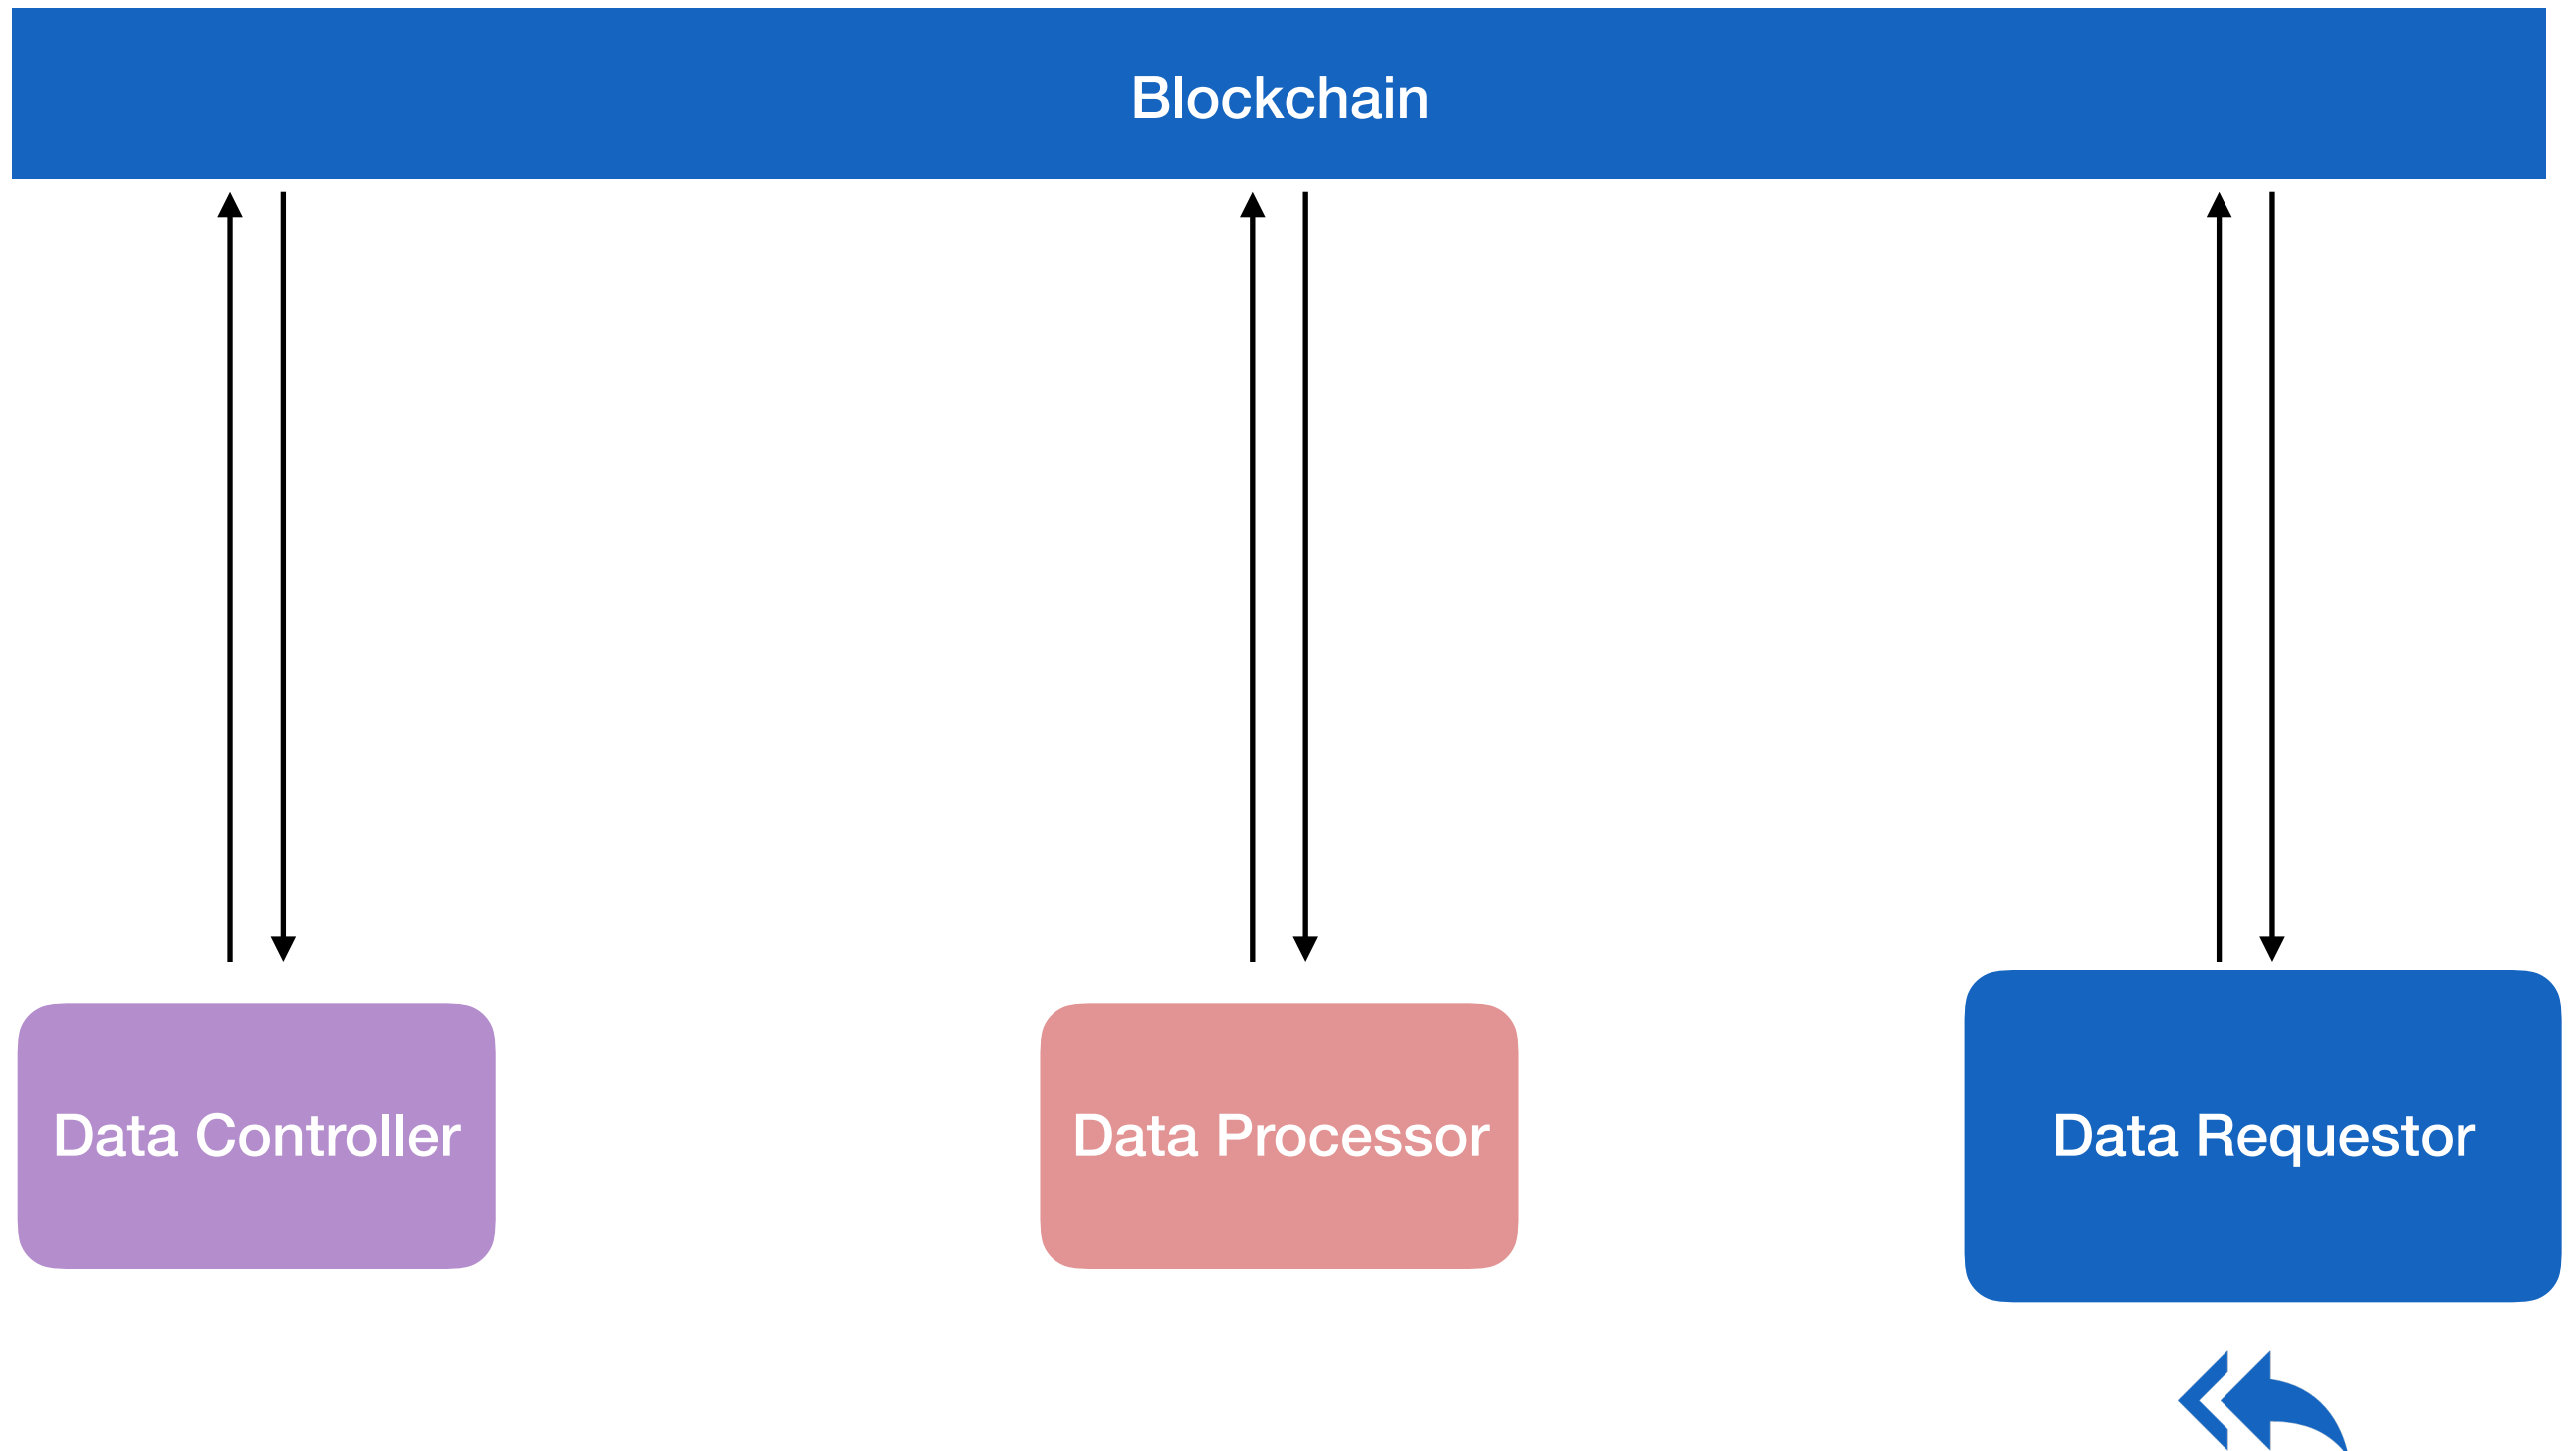 Blockchain
Data Controller
Data Processor
Data Requestor